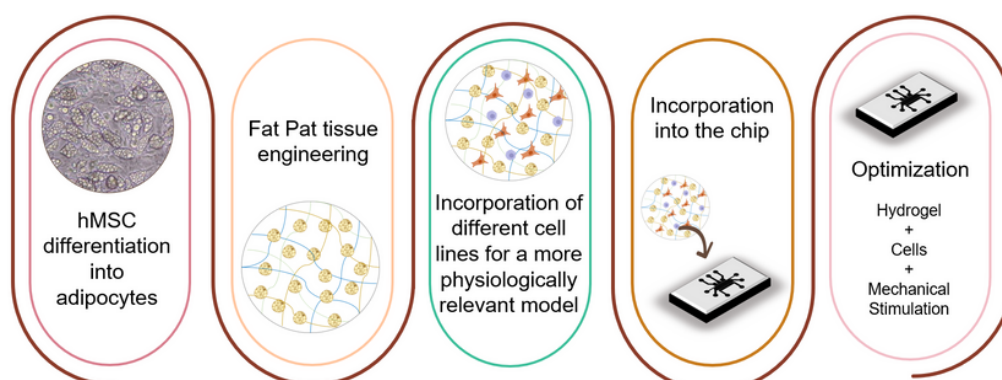 hMSC
differentiation
into
adipocytes
Fat Pat tissue
engineering
Incorporation of
different cell
lines for a more
physiologically
relevant model
Incorporation
into the chip
Optimization
Hydrogel
+
Cells
+
Mechanical
Stimulation